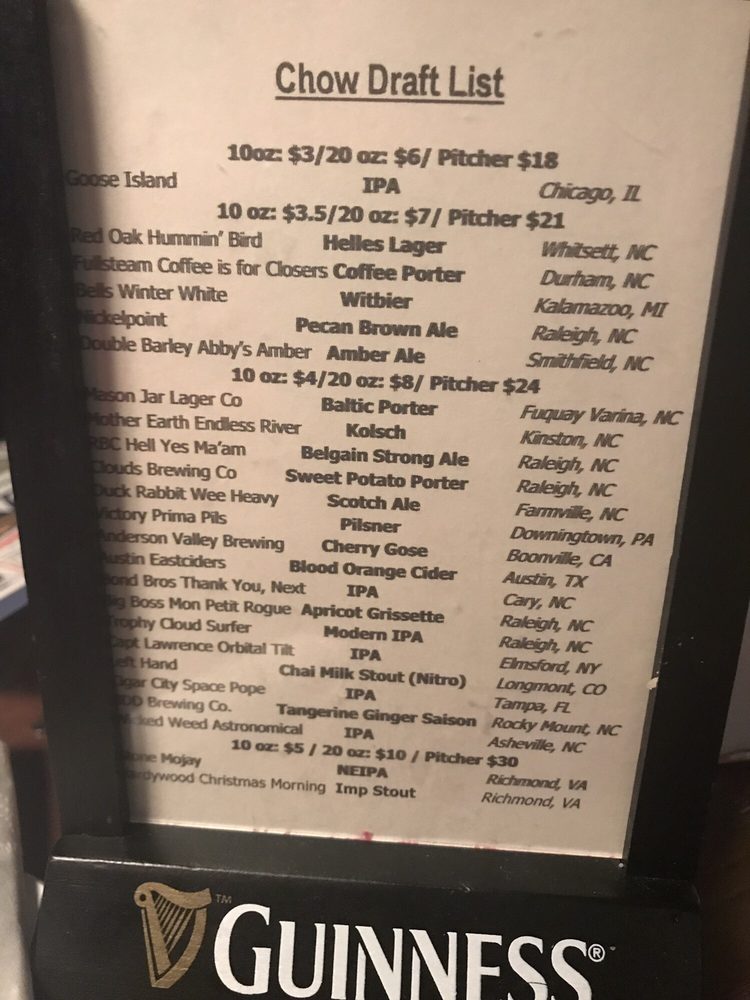 Chow Draft List
10oz: $3/20 oz: $6/ Pitcher $18
Goose Island IPA Chicago, IL
10 oz: $3.5/20 oz: $7/ Pitcher $21
Red Oak Hummin' Bird Helles Lager Whitsett, NC
Fullsteam Coffee is for Closers Coffee Porter Durham, NC
Bells Winter White Witbier Kalamazoo, MI
Nickelpoint Pecan Brown Ale Raleigh, NC
Double Barley Abby's Amber Amber Ale Smithfield, NC
10 oz: $4/20 oz: $8/ Pitcher $24
Mason Jar Lager Co Baltic Porter Fuquay Varina, NC
Mother Earth Endless River Kolsch Kinston, NC
RBC Hell Yes Ma'am Belgain Strong Ale Raleigh, NC
Clouds Brewing Co Sweet Potato Porter Raleigh, NC
Duck Rabbit Wee Heavy Scotch Ale Farmville, NC
Victory Prima Pils Pilsner Downingtown, PA
Anderson Valley Brewing Cherry Gose Boonville, CA
Austin Eastciders Blood Orange Cider Austin, TX
Bond Bros Thank You, Next IPA Cary, NC
Big Boss Mon Petit Rogue Apricot Grissette Raleigh, NC
Trophy Cloud Surfer Modern IPA Raleigh, NC
Capt Lawrence Orbital Tilt IPA Elmsford, NY
Left Hand Chai Milk Stout (Nitro) Longmont, CO
Cigar City Space Pope IPA Tampa, FL
Brewing Co. Tangerine Ginger Saison Rocky Mount, NC
Wicked Weed Astronomical IPA Asheville, NC
10 oz: $5 / 20 oz: $10 / Pitcher $30
Mojay NEIPA Richmond, VA
Hardywood Christmas Morning Imp Stout Richmond, VA
GUINNESS®
TM